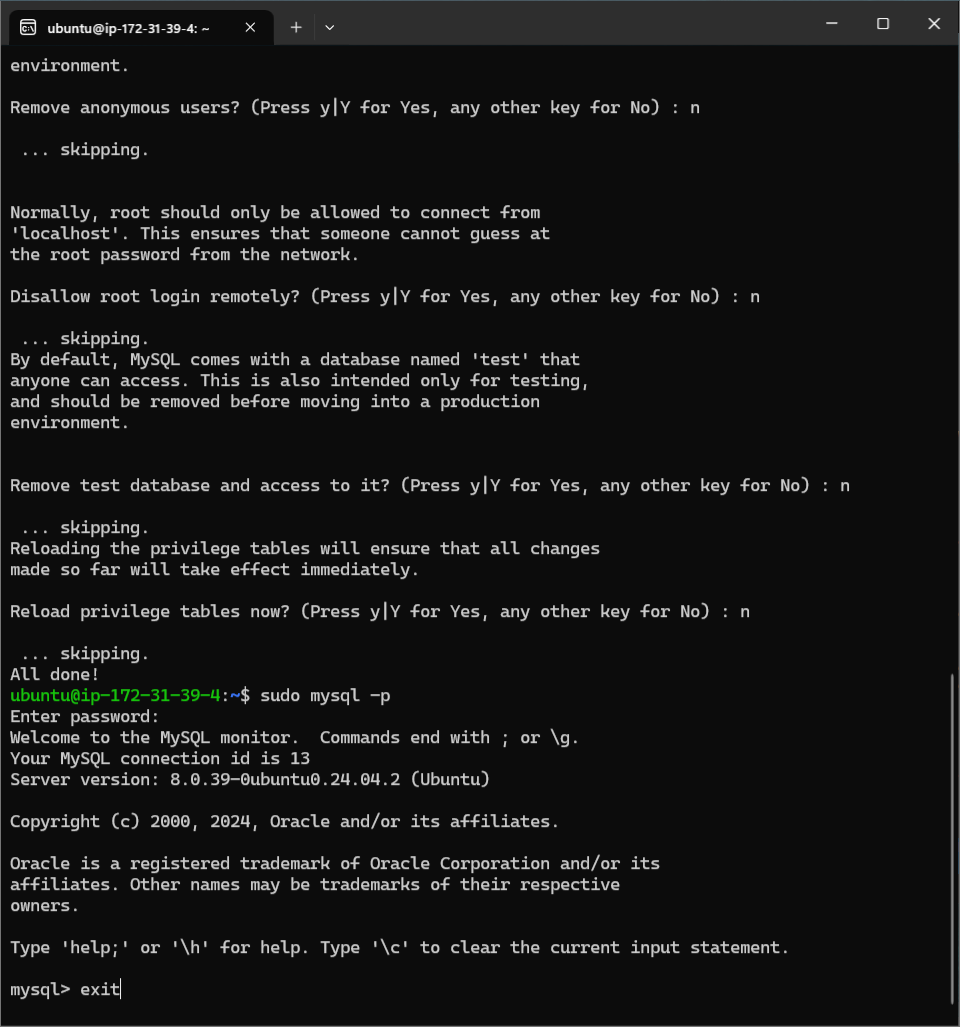 ubuntu@ip-172-31-39-4: ~
environment.
Remove anonymous users? (Press y|Y for Yes, any other key for No) : n
... skipping.
Normally, root should only be allowed to connect from
'localhost'. This ensures that someone cannot guess at
the root password from the network.
Disallow root login remotely? (Press y|Y for Yes, any other key for No) : n
... skipping.
By default, MySQL comes with a database named 'test' that
anyone can access. This is also intended only for testing,
and should be removed before moving into a production
environment.
Remove test database and access to it? (Press y|Y for Yes, any other key for No) : n
... skipping.
Reloading the privilege tables will ensure that all changes
made so far will take effect immediately.
Reload privilege tables now? (Press y|Y for Yes, any other key for No) : n
... skipping.
All done!
ubuntu@ip-172-31-39-4:~$ sudo mysql -p
Enter password:
Welcome to the MySQL monitor.  Commands end with ; or \g.
Your MySQL connection id is 13
Server version: 8.0.39-0ubuntu0.24.04.2 (Ubuntu)
Copyright (c) 2000, 2024, Oracle and/or its affiliates.
Oracle is a registered trademark of Oracle Corporation and/or its
affiliates. Other names may be trademarks of their respective
owners.
Type 'help;' or '\h' for help. Type '\c' to clear the current input statement.
mysql> exit